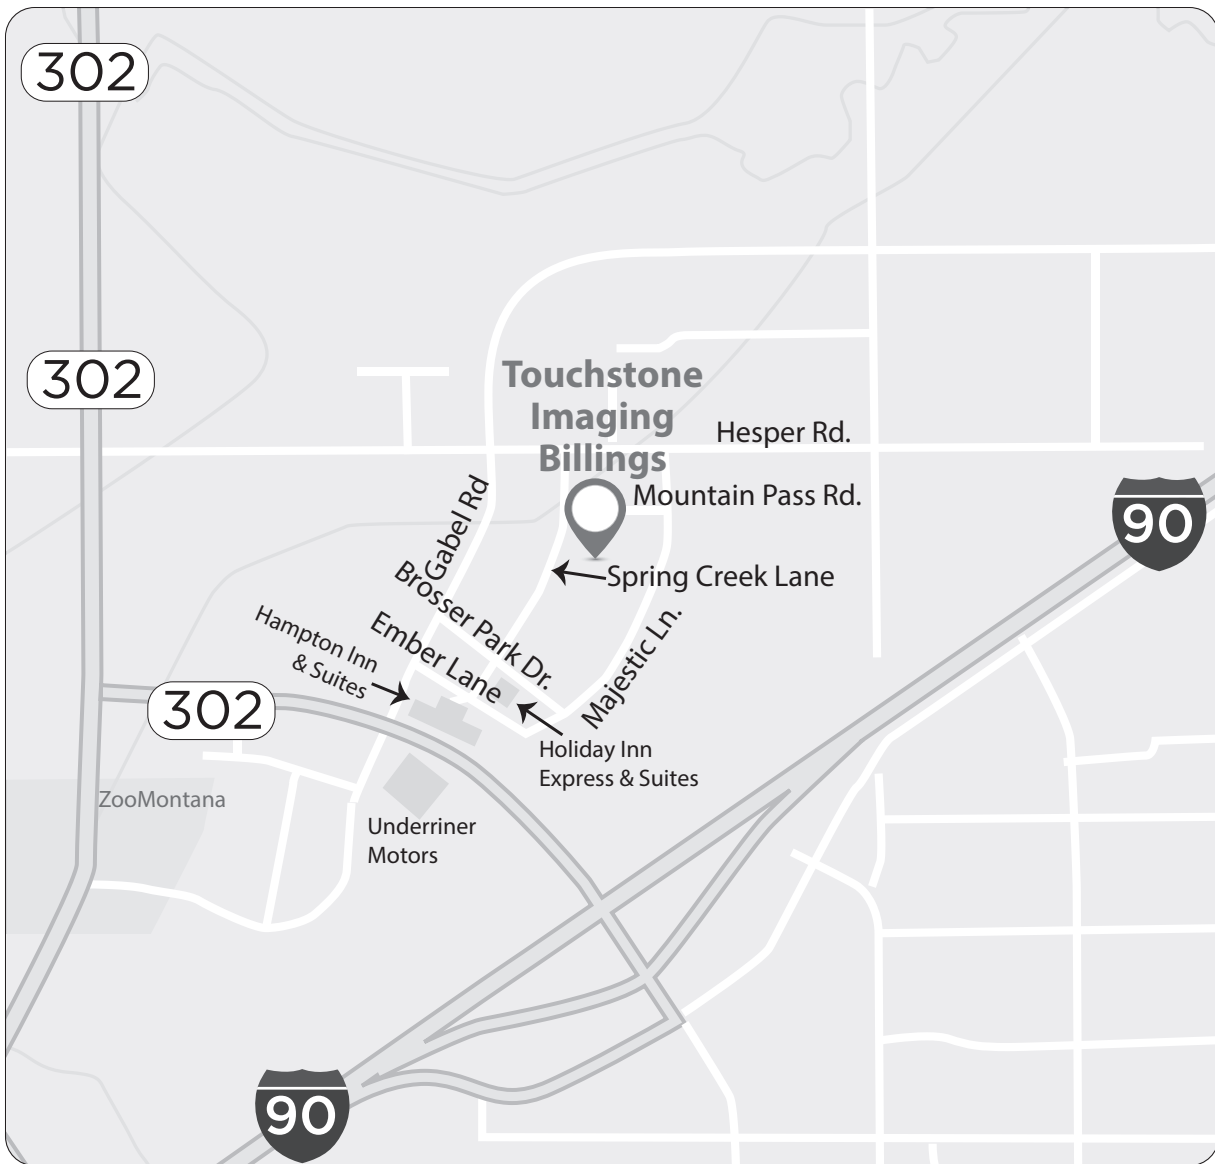 302
302
Touchstone
Imaging
Billings
Hesper Rd.
Mountain Pass Rd.
90
Gabel Rd
Spring Creek Lane
Brosser Park Dr.
Ember Lane
Hampton Inn
& Suites
Majestic Ln.
302
Holiday Inn
Express & Suites
ZooMontana
Underriner
Motors
90